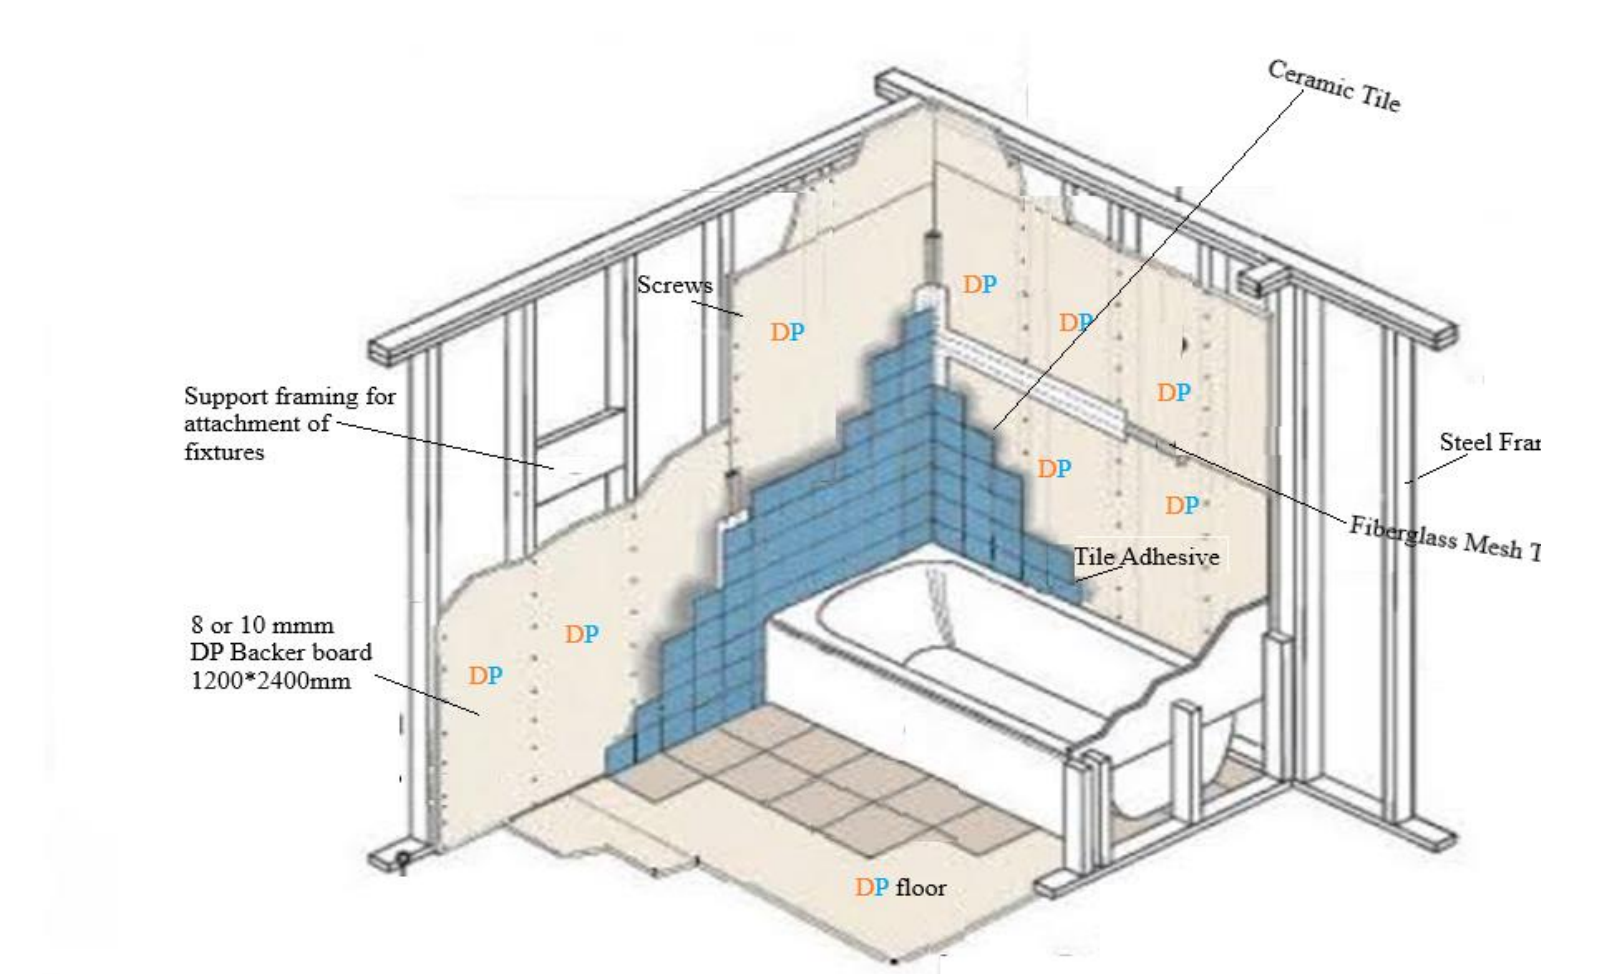 Ceramic Tile
DP
Screws
DP
DP
DP
Support framing for
attachment of
fixtures
Steel Frar
DP
DP
Fiberglass Mesh T
Tile Adhesive
8 or 10 mmm
DP Backer board
1200*2400mm
DP
DP
DP floor